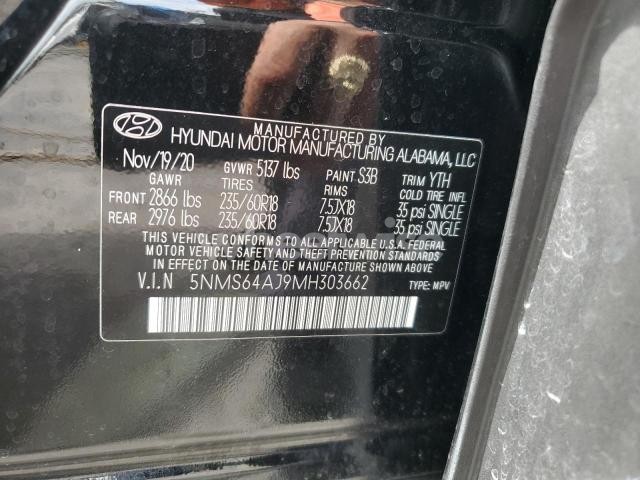 MANUFACTURED BY
HYUNDAI MOTOR MANUFACTURING ALABAMA, LLC
Nov/19/20 GVWR 5137 lbs PAINT S3B TRIM YTH
GAWR TIRES RIMS COLD TIRE INFL
FRONT 2866 lbs 235/60R18 7.5JX18 35 psi SINGLE
REAR 2976 lbs 235/60R18 7.5JX18 35 psi SINGLE
THIS VEHICLE CONFORMS TO ALL APPLICABLE U.S.A. FEDERAL
MOTOR VEHICLE SAFETY AND THEFT PREVENTION STANDARDS
IN EFFECT ON THE DATE OF MANUFACTURE SHOWN ABOVE.
V.I.N 5NMS64AJ9MH303662 TYPE: MPV